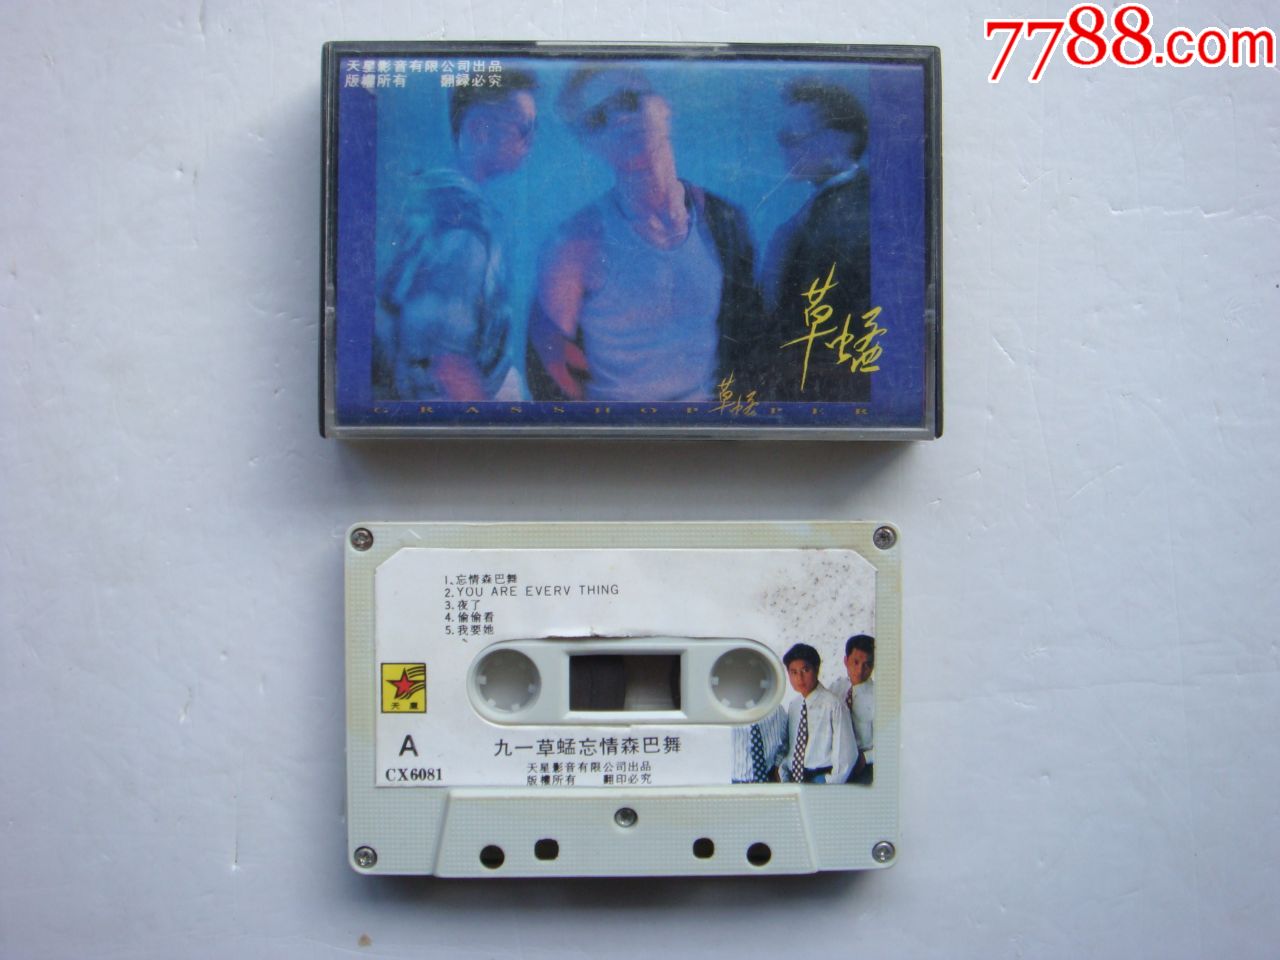 7788.com
天星影音有限公司出品
版權所有 翻録必究
草蜢
草蜢
GRASSHOPPER
1、忘情森巴舞
2.YOU ARE EVERV THING
3.夜了
4.偷偷看
5.我要她
天星
A
CX6081
九一草蜢忘情森巴舞
天星影音有限公司出品
版權所有 翻印必究